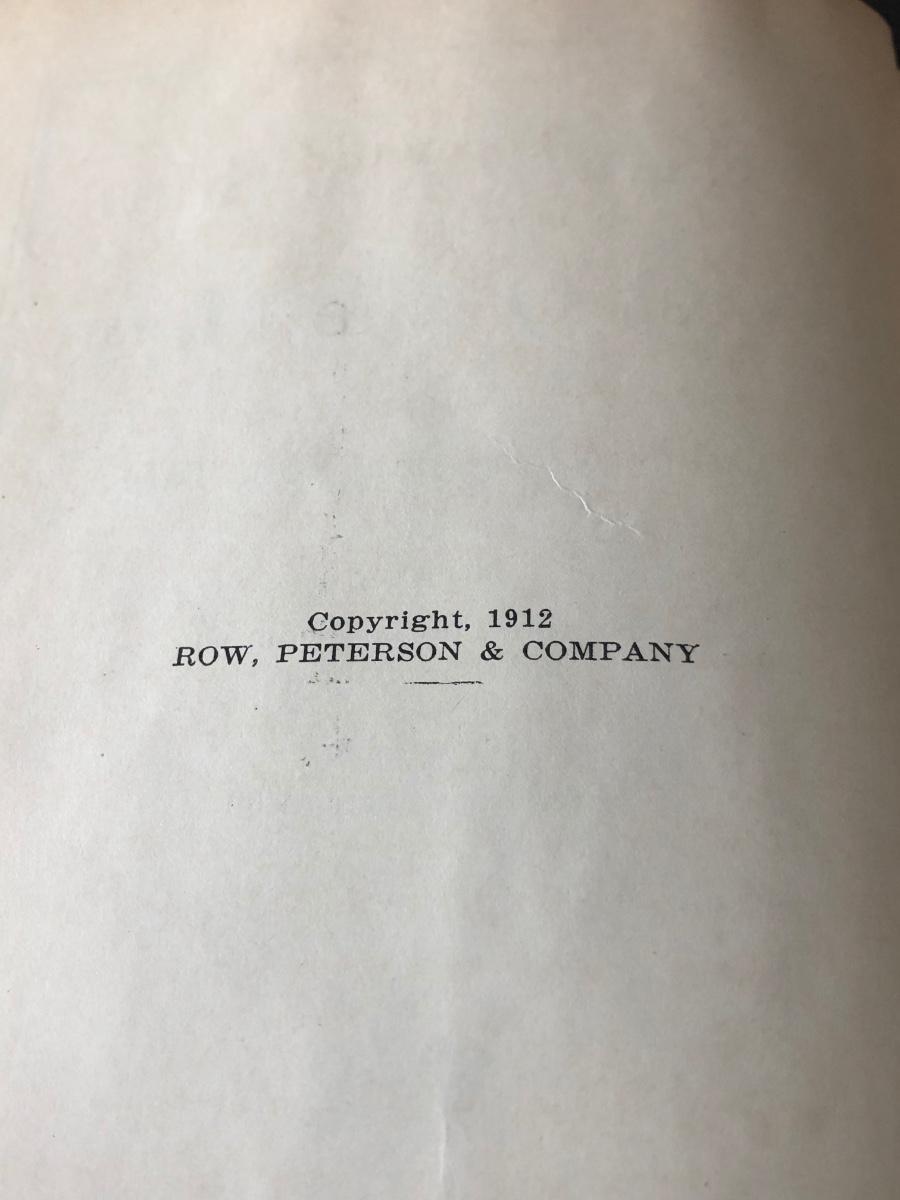 Copyright, 1912
ROW, PETERSON & COMPANY